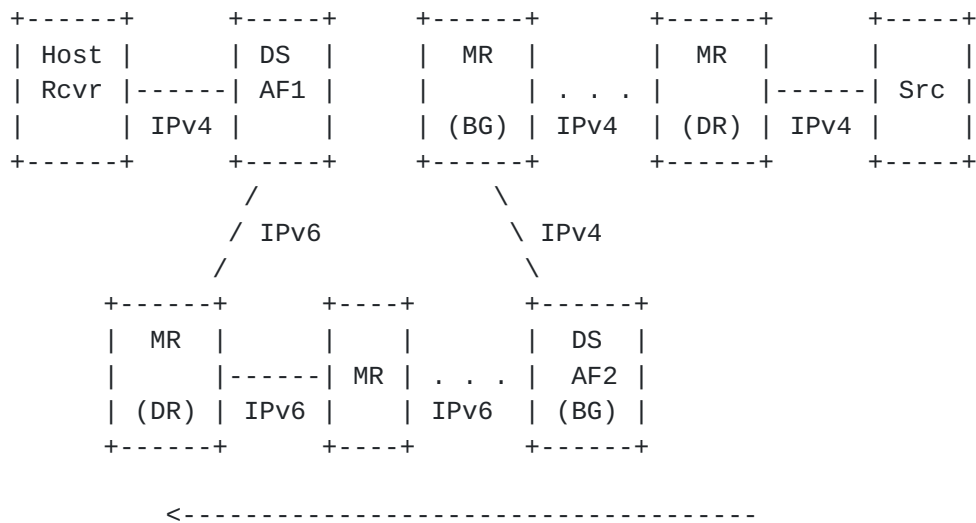 Host DS MR MR
Rcvr AF1 . . . Src
IPv4 (BG) IPv4 (DR) IPv4
IPv6 IPv4
MR DS
MR . . . AF2
(DR) IPv6 IPv6 (BG)